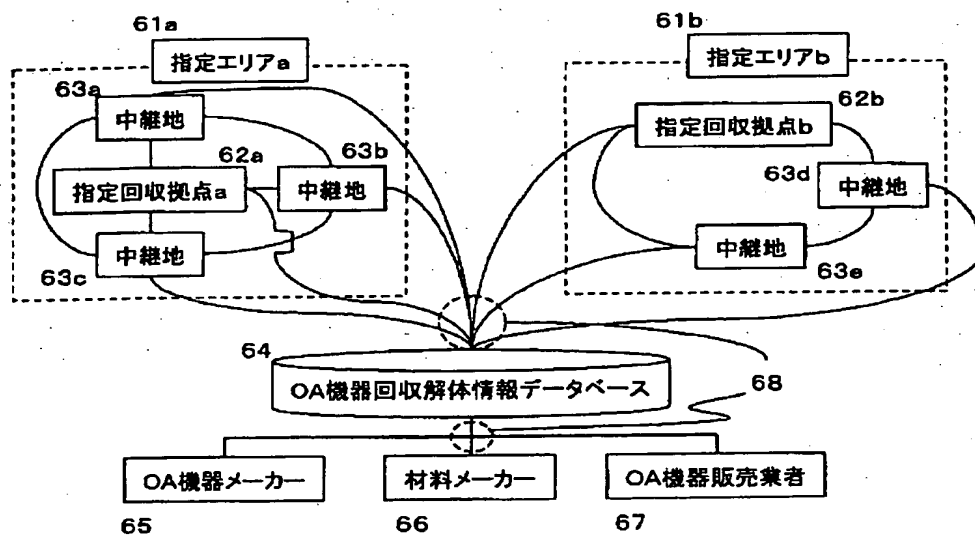 61a
指定エリアa
61b
指定エリアb
63a
中継地
62a
指定回収拠点a
63b
中継地
中継地
63c
62b
指定回収拠点b
63d
中継地
中継地
63e
64
OA機器回収解体情報データベース
68
OA機器メーカー
材料メーカー
OA機器販売業者
65
66
67